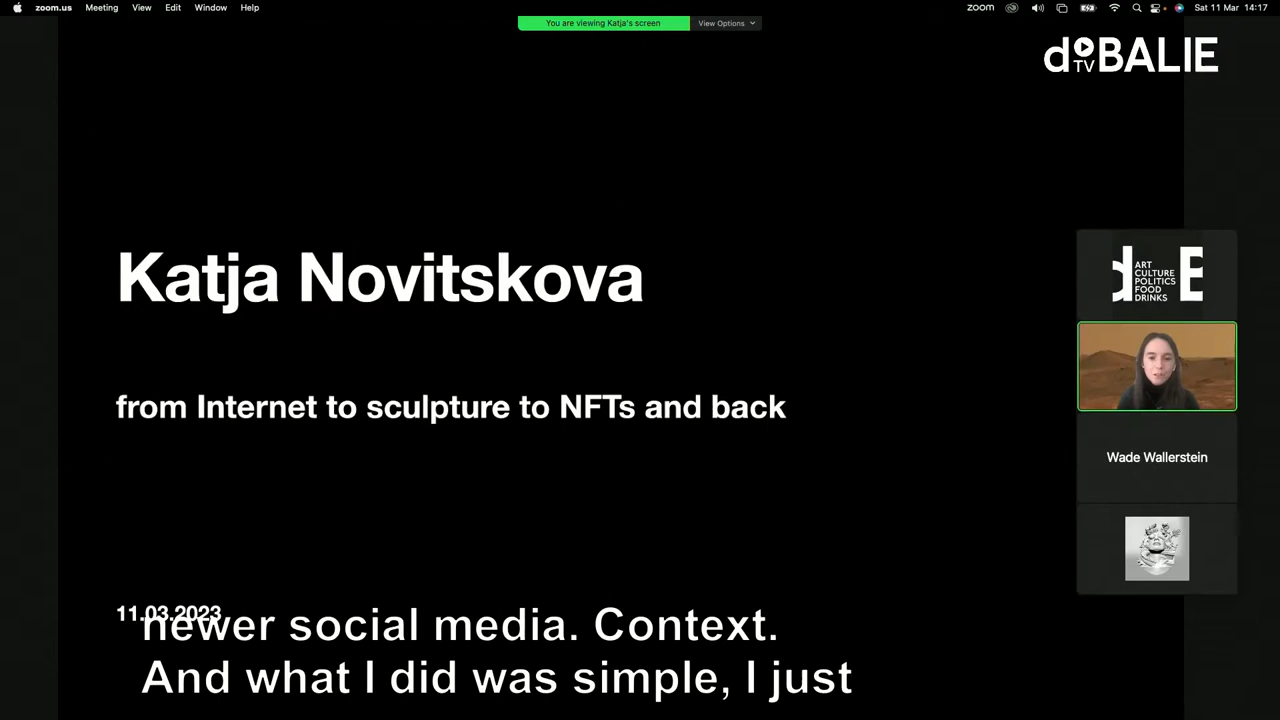 zoom.us Meeting View Edit Window Help
zoom Sat 11 Mar 14:17
You are viewing Katja's screen View Options
d TV BALIE
Katja Novitskova
from Internet to sculpture to NFTs and back
ART
CULTURE
POLITICS
FOOD
DRINKS
Wade Wallerstein
11.03.2023
newer social media. Context.
And what I did was simple, I just